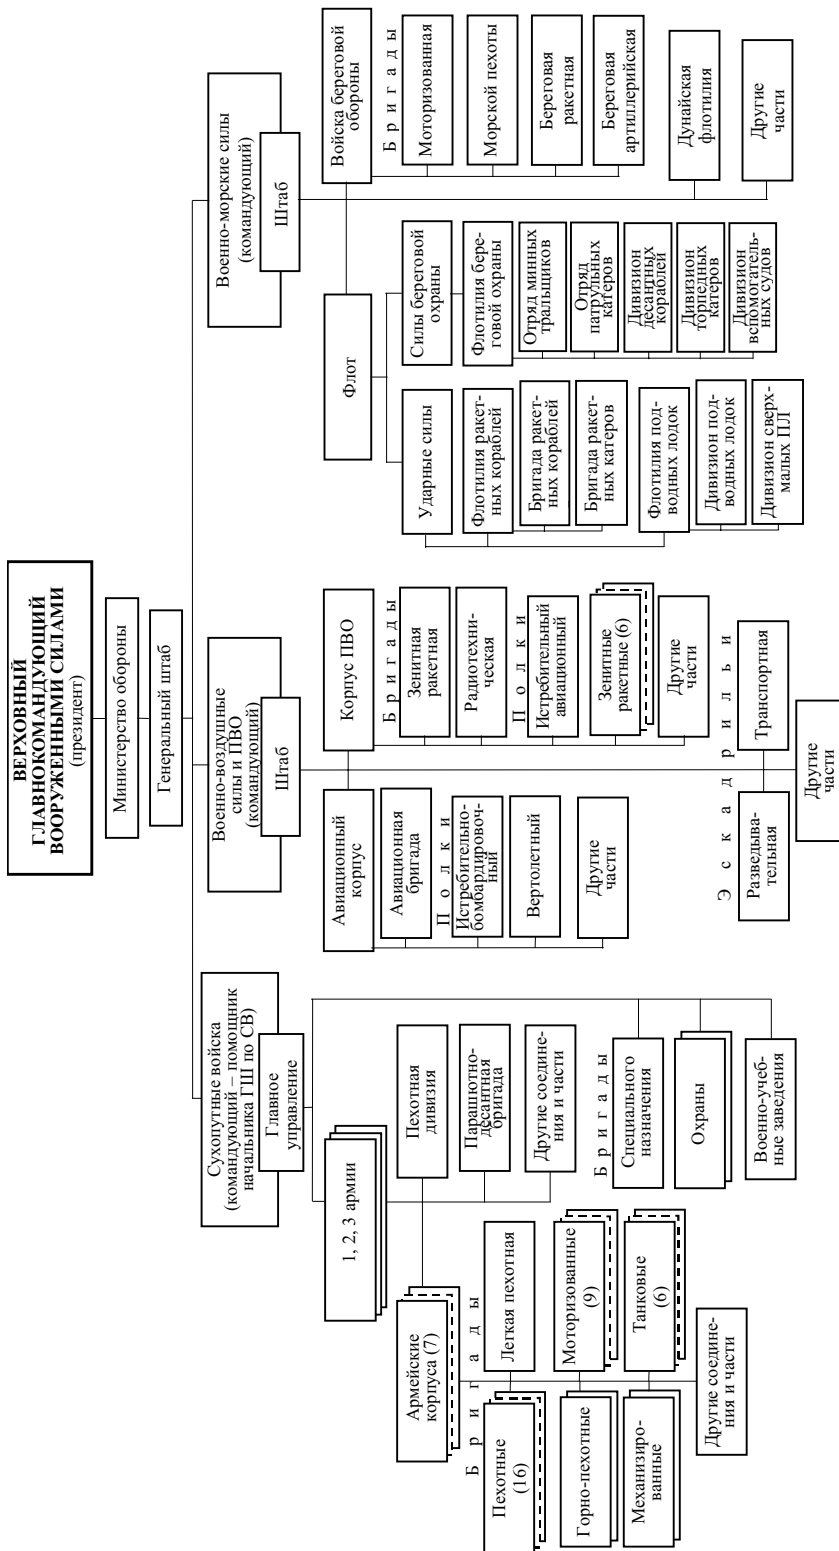 ВЕРХОВНЫЙ
ГЛАВНОКОМАНДУЮЩИЙ
ВООРУЖЕННЫМИ СИЛАМИ
(президент)
Министерство обороны
Генеральный штаб
Сухопутные войска
(командующий – помощник
начальника ГШ по СВ)
Главное
управление
1, 2, 3 армии
Армейские
корпуса (7)
Б р и г а д ы
Пехотные
(16)
Легкая пехотная
Горно-пехотные
Моторизованные
(9)
Механизиро-
ванные
Танковые
(6)
Другие соедине-
ния и части
Пехотная
дивизия
Парашютно-
десантная
бригада
Другие соедине-
ния и части
Б р и г а д ы
Специального
назначения
Охраны
Военно-учеб-
ные заведения
Военно-воздушные
силы и ПВО
(командующий)
Штаб
Авиационный
корпус
Авиационная
бригада
П о л к и
Истребительно-
бомбардировоч-
ный
Вертолетный
Другие
части
Корпус ПВО
Б р и г а д ы
Зенитная
ракетная
Радиотехни-
ческая
П о л к и
Истребительный
авиационный
Зенитные
ракетные (6)
Другие
части
Э с к а д р и л ь и
Разведыва-
тельная
Транспортная
Другие
части
Военно-морские силы
(командующий)
Штаб
Флот
Ударные силы
Флотилия ракет-
ных кораблей
Бригада ракет-
ных кораблей
Бригада ракет-
ных катеров
Флотилия под-
водных лодок
Дивизион под-
водных лодок
Дивизион сверх-
малых ПЛ
Силы береговой
охраны
Флотилия бере-
говой охраны
Отряд минных
тральщиков
Отряд
патрульных
катеров
Дивизион
десантных
кораблей
Дивизион
торпедных
катеров
Дивизион
вспомогатель-
ных судов
Войска береговой
обороны
Б р и г а д ы
Моторизованная
Морской пехоты
Береговая
ракетная
Береговая
артиллерийская
Дунайская
флотилия
Другие
части